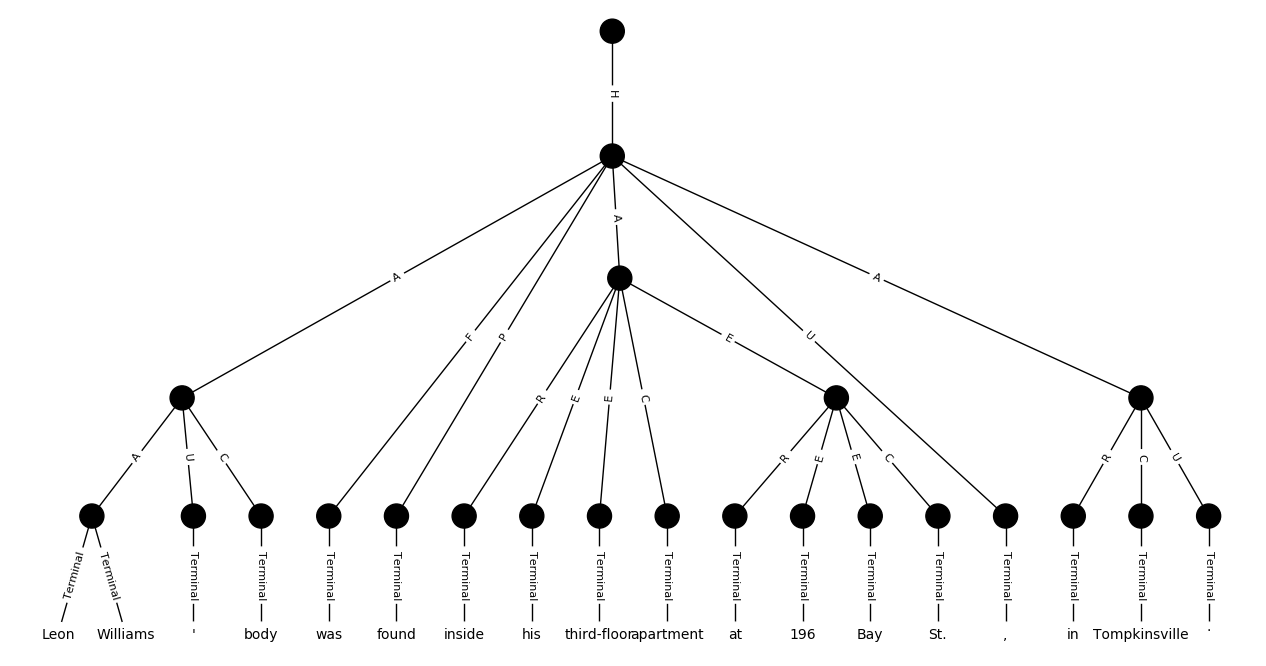 H
A
A
A
F
P
U
E
R
E
E
C
A
U
C
R
E
E
C
R
C
U
Terminal Terminal Terminal Terminal Terminal Terminal Terminal Terminal Terminal Terminal Terminal Terminal Terminal Terminal Terminal Terminal Terminal Terminal
Leon Williams ' body was found inside his third-floor apartment at 196 Bay St. , in Tompkinsville .